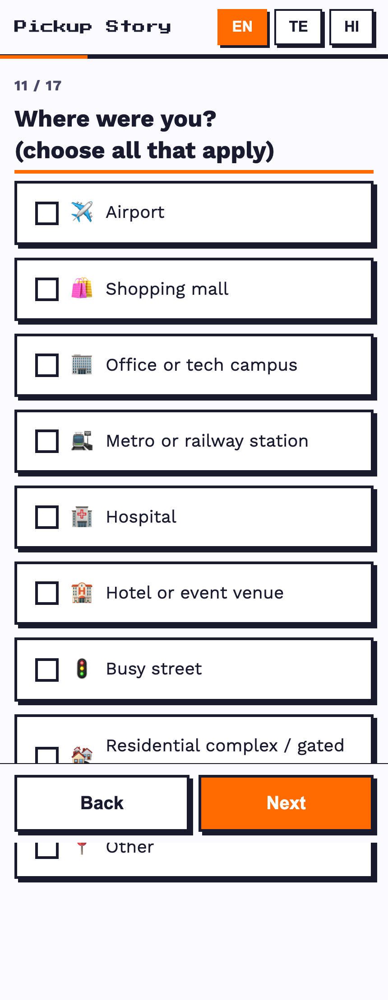 Pickup Story
EN
TE
HI
11 / 17
Where were you?
(choose all that apply)
Airport
Shopping mall
Office or tech campus
Metro or railway station
Hospital
Hotel or event venue
Busy street
Residential complex / gated
Back
Next
Other